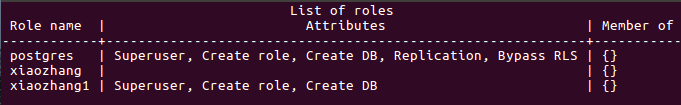 List of roles
Role name | Attributes | Member of
-----------+------------------------------------------------------------+-----------
postgres | Superuser, Create role, Create DB, Replication, Bypass RLS | {}
xiaozhang | | {}
xiaozhang1 | Superuser, Create role, Create DB | {}